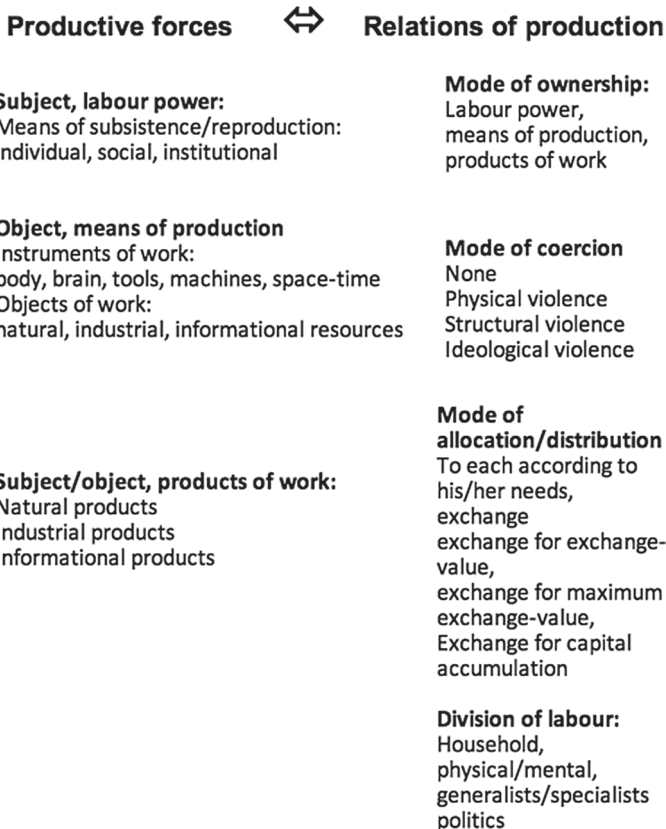 Productive forces ⇔ Relations of production
Subject, labour power:
Means of subsistence/reproduction:
individual, social, institutional
Object, means of production
Instruments of work:
body, brain, tools, machines, space-time
Objects of work:
natural, industrial, informational resources
Subject/object, products of work:
Natural products
Industrial products
Informational products
Mode of ownership:
Labour power,
means of production,
products of work
Mode of coercion
None
Physical violence
Structural violence
Ideological violence
Mode of
allocation/distribution
To each according to
his/her needs,
exchange
exchange for exchange-
value,
exchange for maximum
exchange-value,
Exchange for capital
accumulation
Division of labour:
Household,
physical/mental,
generalists/specialists
politics